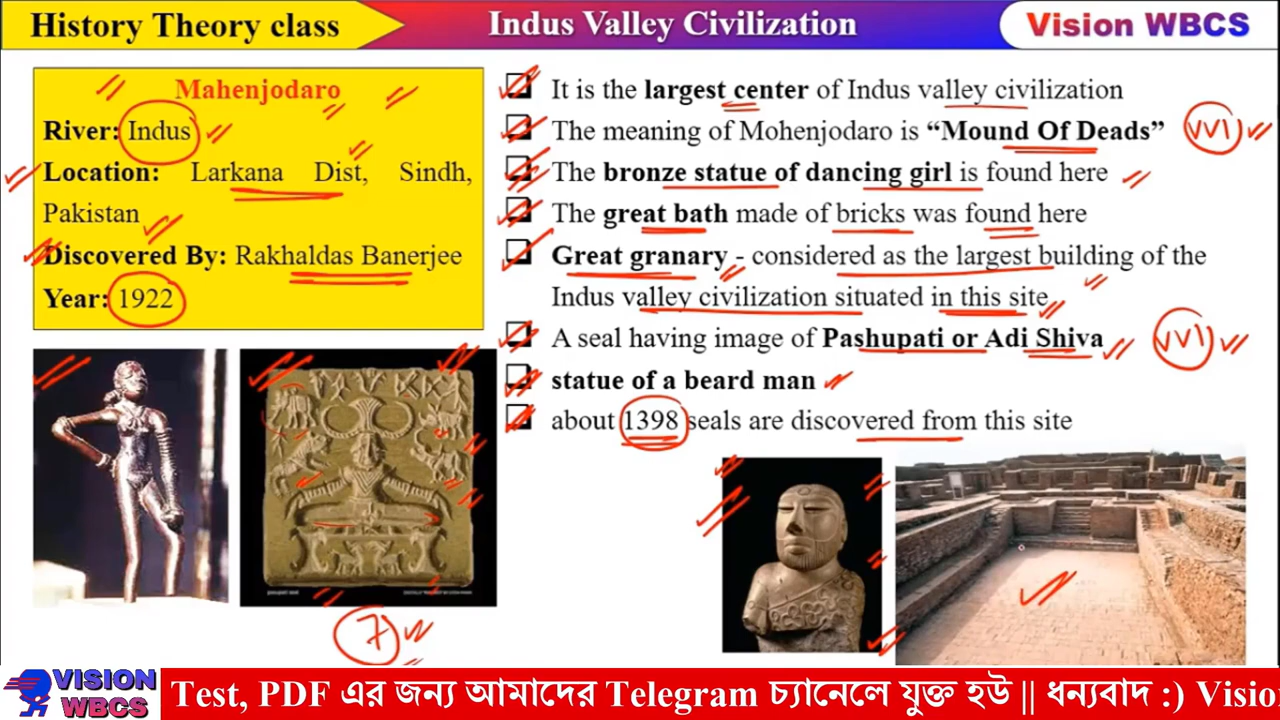 History Theory class
Indus Valley Civilization
Vision WBCS
Mahenjodaro
River: Indus
Location: Larkana Dist, Sindh,
Pakistan
Discovered By: Rakhaldas Banerjee
Year: 1922
It is the largest center of Indus valley civilization
The meaning of Mohenjodaro is “Mound Of Deads” VVI
The bronze statue of dancing girl is found here
The great bath made of bricks was found here
Great granary - considered as the largest building of the
Indus valley civilization situated in this site
A seal having image of Pashupati or Adi Shiva VVI
statue of a beard man
about 1398 seals are discovered from this site
7
VISION
WBCS
Test, PDF এর জন্য আমাদের Telegram চ্যানেলে যুক্ত হউ || ধন্যবাদ :) Visio